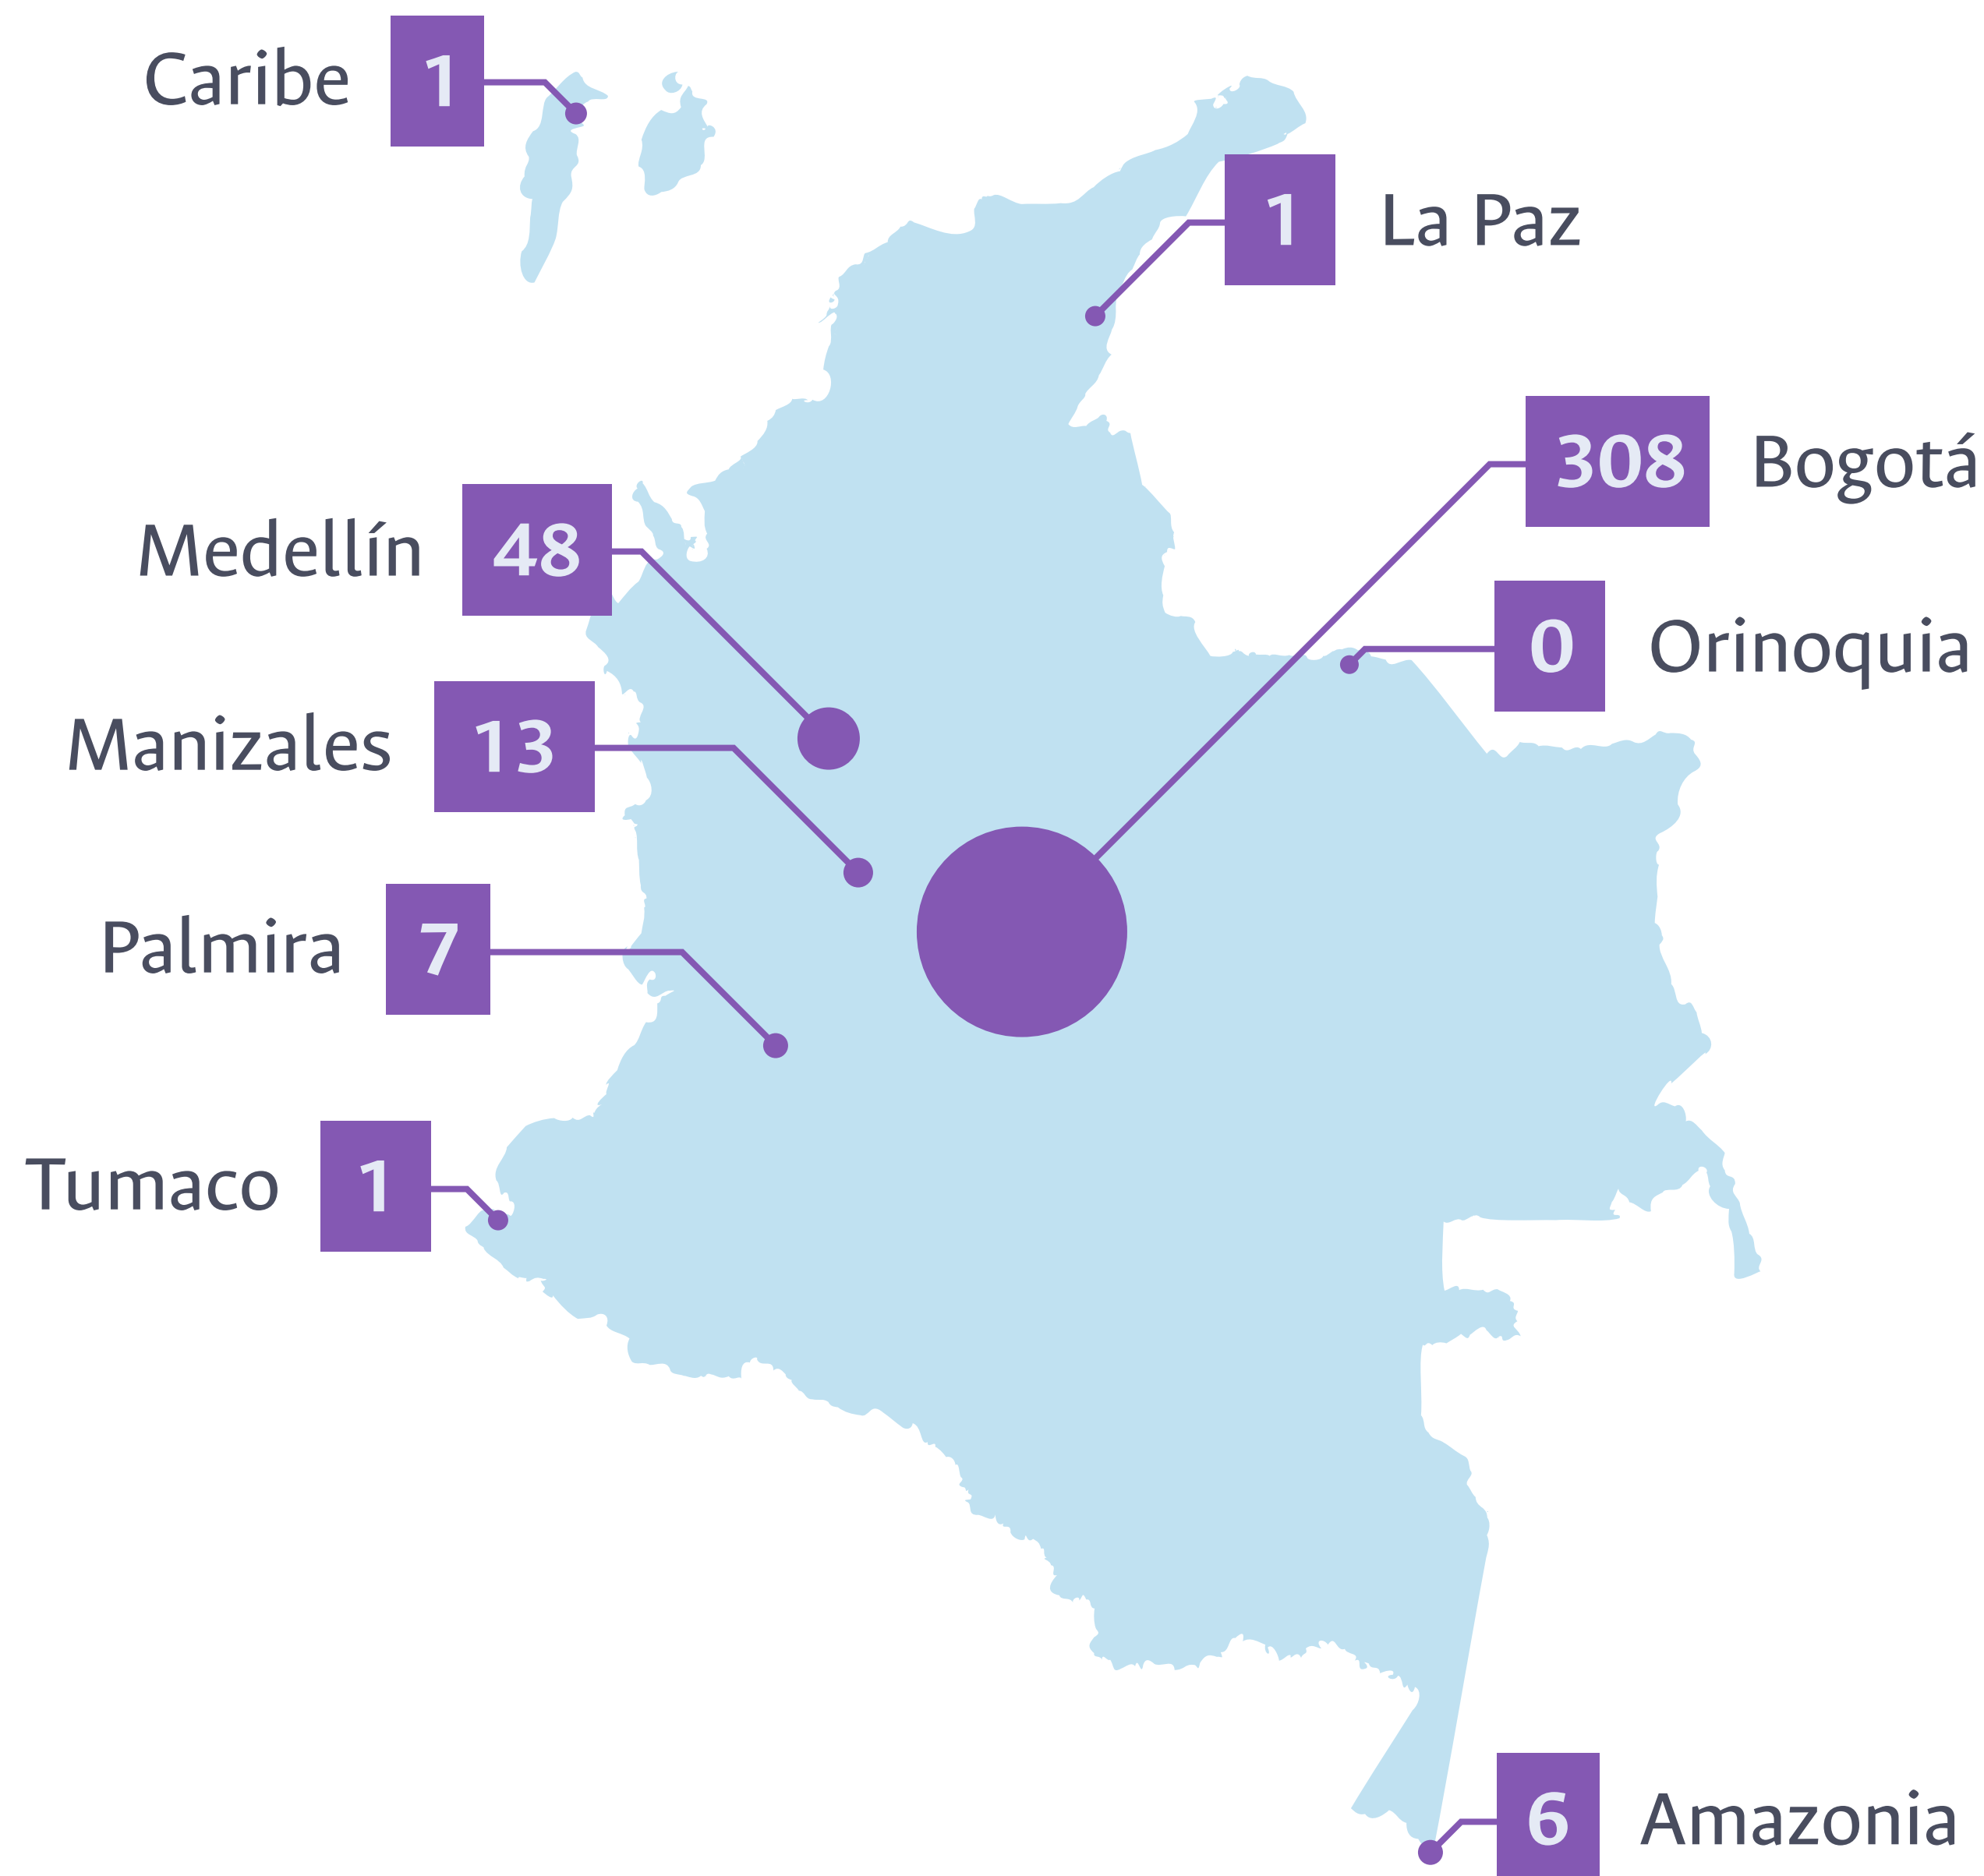 Caribe 1
1 La Paz
308 Bogotá
Medellín 48
0 Orinoquia
Manizales 13
Palmira 7
Tumaco 1
6 Amazonia